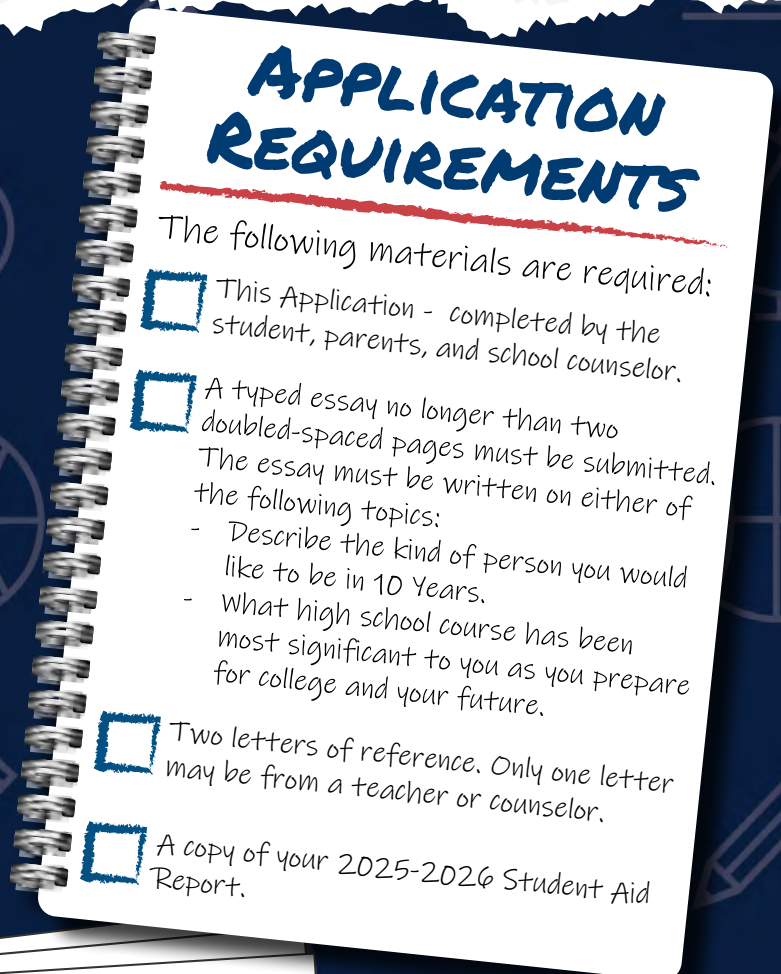 APPLICATION
REQUIREMENTS
The following materials are required:
This Application - completed by the
student, parents, and school counselor.
A typed essay no longer than two
doubled-spaced pages must be submitted.
The essay must be written on either of
the following topics:
- Describe the kind of person you would
like to be in 10 Years.
- What high school course has been
most significant to you as you prepare
for college and your future.
Two letters of reference. Only one letter
may be from a teacher or counselor.
A copy of your 2025-2026 Student Aid
Report.